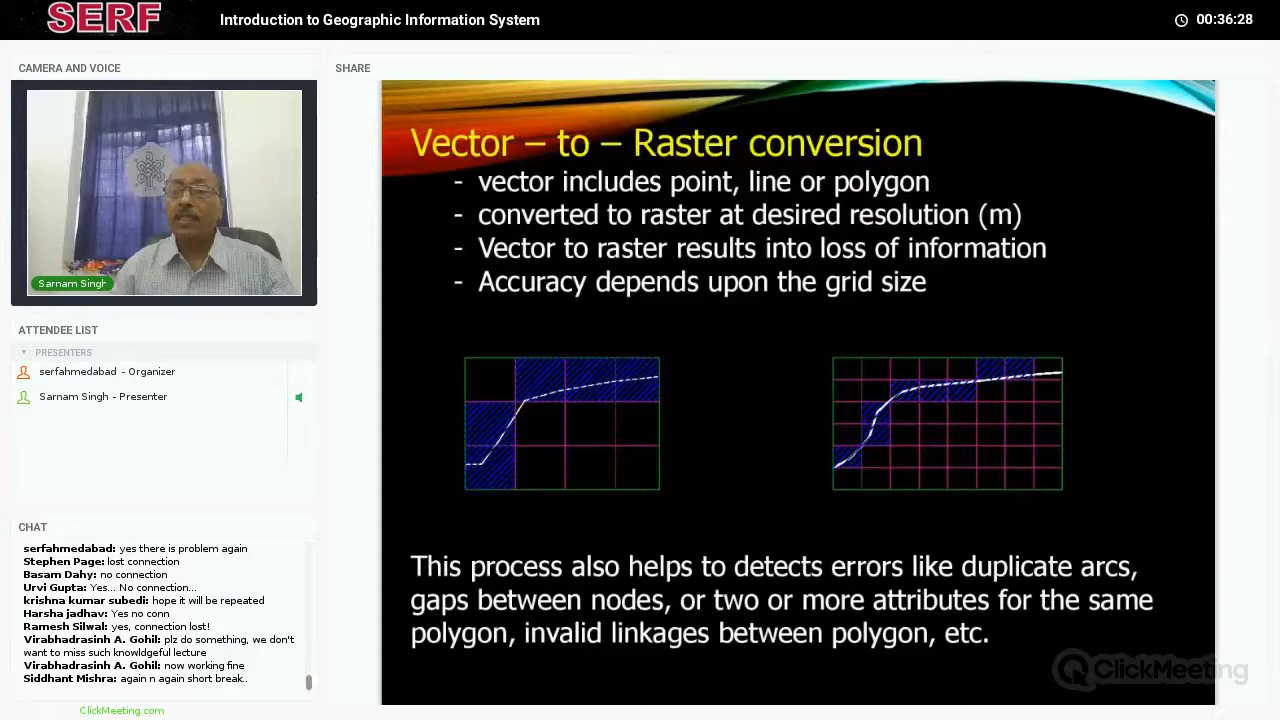 SERF
Introduction to Geographic Information System
00:36:28
CAMERA AND VOICE
Sarnam Singh
ATTENDEE LIST
PRESENTERS
serfahmedabad - Organizer
Sarnam Singh - Presenter
CHAT
serfahmedabad: yes there is problem again
Stephen Page: lost connection
Basam Dahy: no connection
Urvi Gupta: Yes... No connection...
krishna kumar subedi: hope it will be repeated
Harsha jadhav: Yes no conn
Ramesh Silwal: yes, connection lost!
Virabhadrasinh A. Gohil: plz do something, we don't
want to miss such knowldgeful lecture
Virabhadrasinh A. Gohil: now working fine
Siddhant Mishra: again n again short break..
ClickMeeting.com
SHARE
Vector – to – Raster conversion
- vector includes point, line or polygon
- converted to raster at desired resolution (m)
- Vector to raster results into loss of information
- Accuracy depends upon the grid size
This process also helps to detects errors like duplicate arcs,
gaps between nodes, or two or more attributes for the same
polygon, invalid linkages between polygon, etc.
ClickMeeting